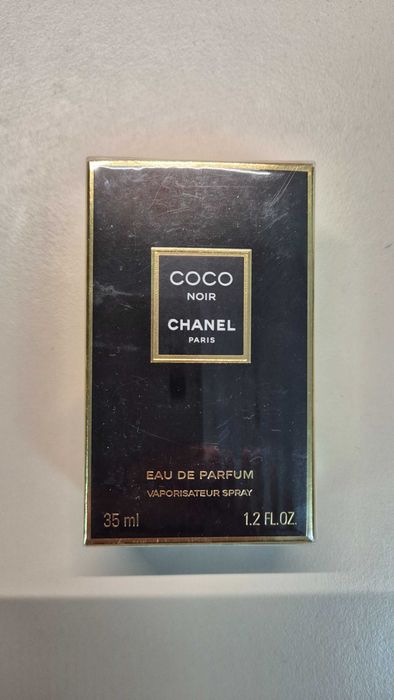 COCO
NOIR
CHANEL
PARIS
EAU DE PARFUM
VAPORISATEUR SPRAY
35 ml 1.2 FL.OZ.